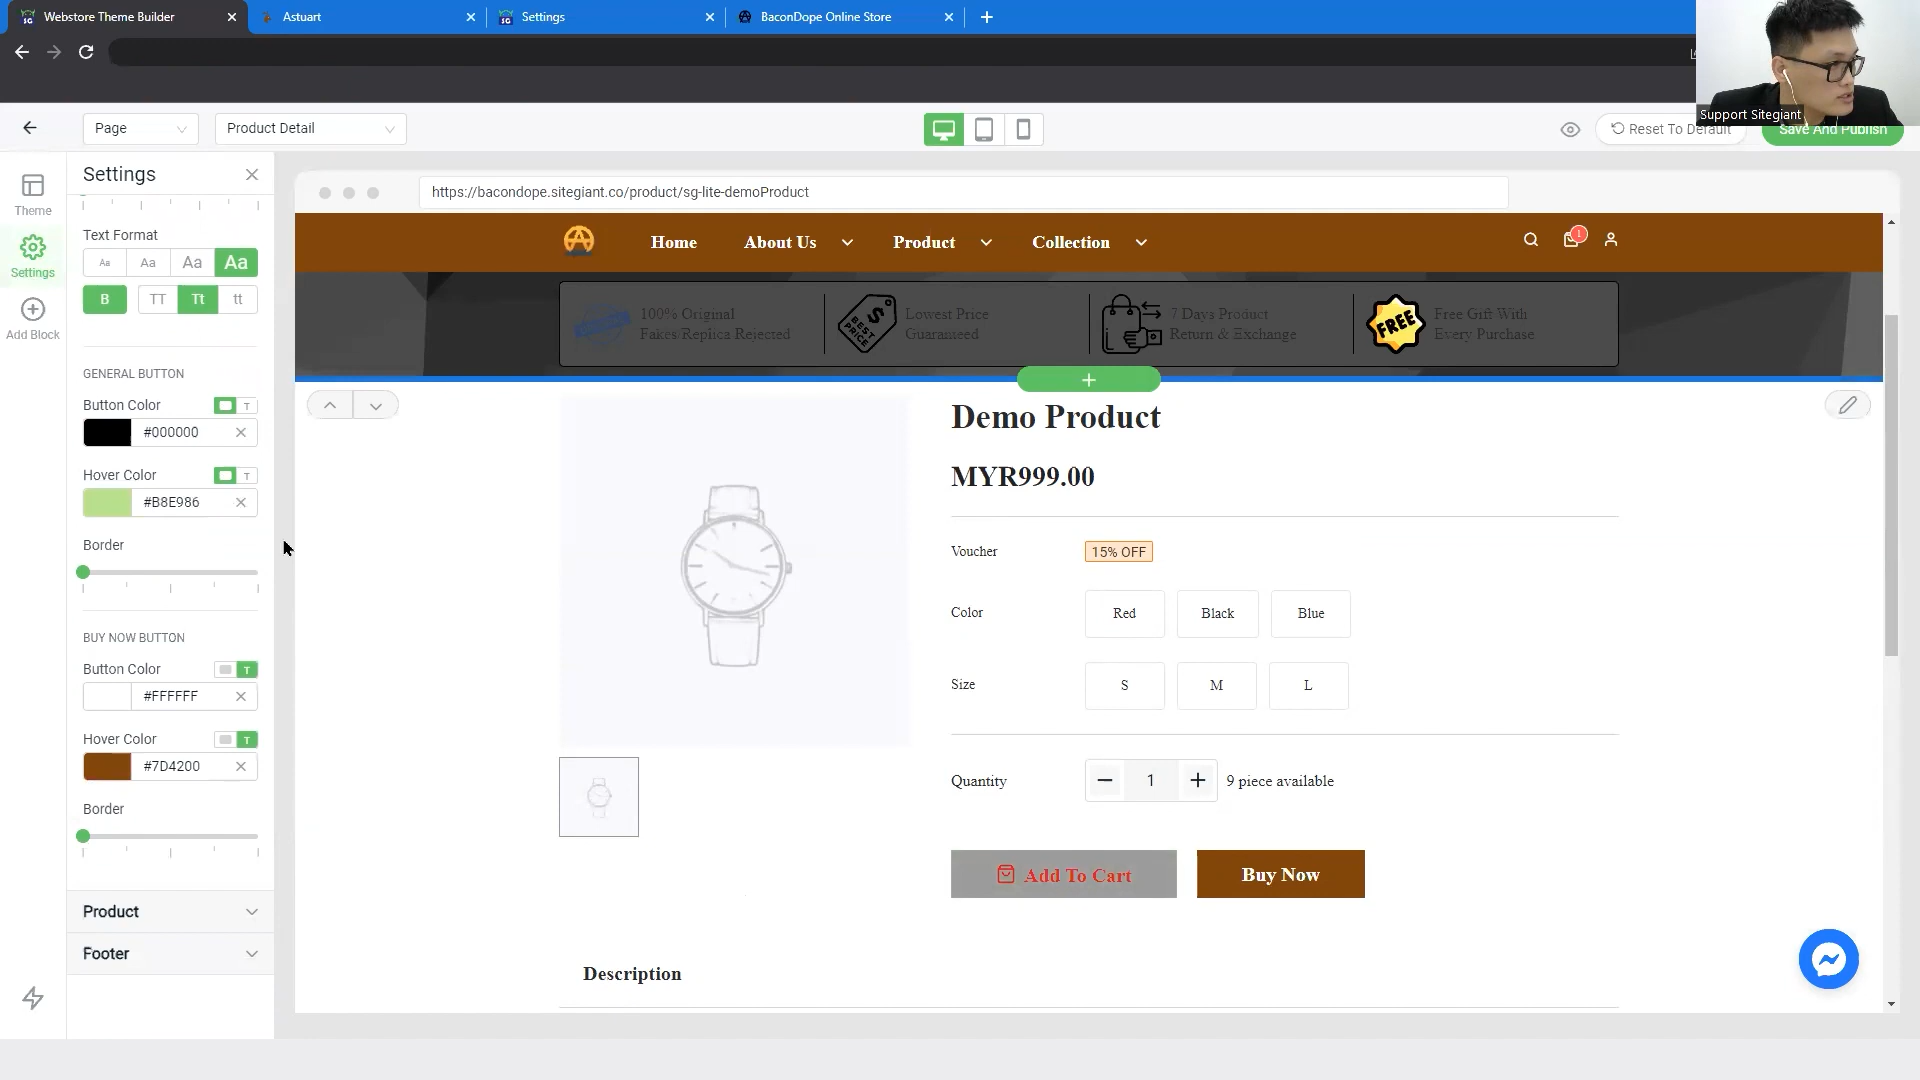 Webstore Theme Builder
Astuart
Settings
BaconDope Online Store
Support Sitegiant
Page
Product Detail
Reset To Default
Save And Publish
Theme
Settings
Add Block
Settings
Text Format
Aa Aa Aa Aa
B TT Tt tt
GENERAL BUTTON
Button Color T
#000000
Hover Color T
#B8E986
Border
BUY NOW BUTTON
Button Color T
#FFFFFF
Hover Color T
#7D4200
Border
Product
Footer
https://bacondope.sitegiant.co/product/sg-lite-demoProduct
Home About Us Product Collection 1
100% Original
Fakes/Replica Rejected
BEST PRICE
Lowest Price
Guaranteed
7 Days Product
Return & Exchange
FREE
Free Gift With
Every Purchase
Demo Product
MYR999.00
Voucher 15% OFF
Color Red Black Blue
Size S M L
Quantity 1 9 piece available
Add To Cart Buy Now
Description